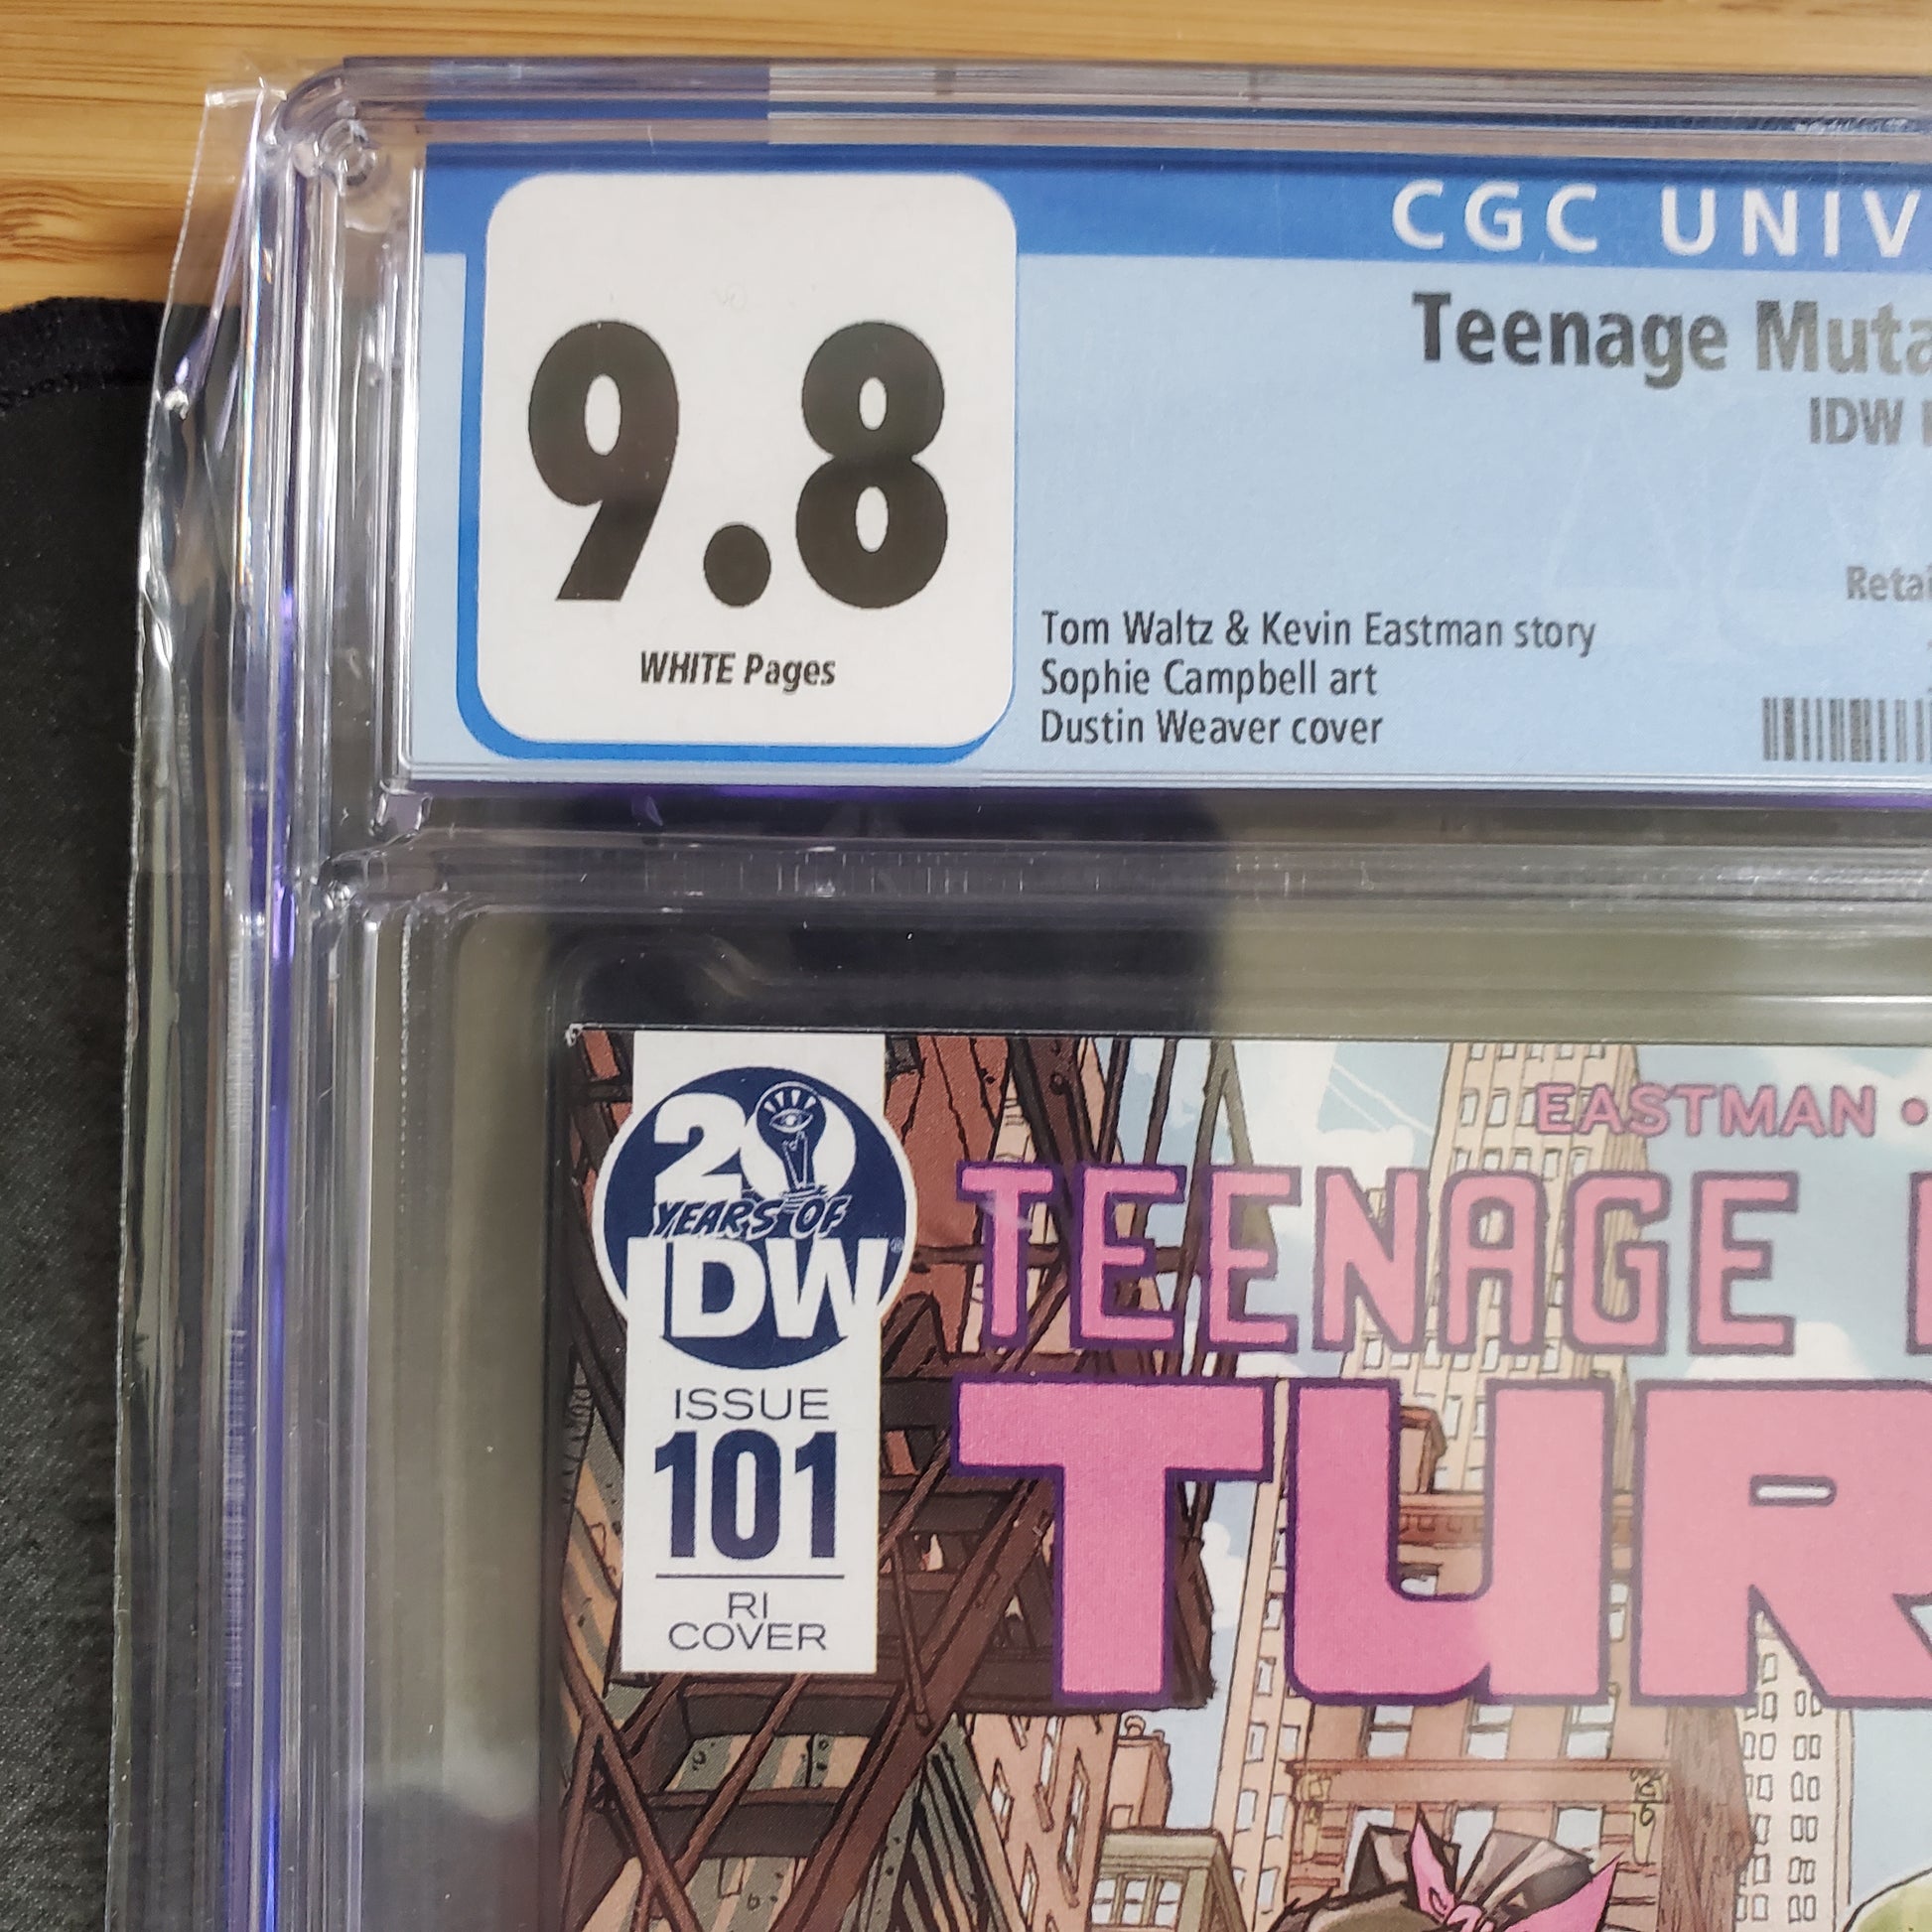 CGC UNIV
9.8
WHITE Pages
Teenage Muta
IDW
Retai
Tom Waltz & Kevin Eastman story
Sophie Campbell art
Dustin Weaver cover
20
YEARS OF
IDW®
ISSUE
101
RI
COVER
EASTMAN •
TEENAGE
TUR